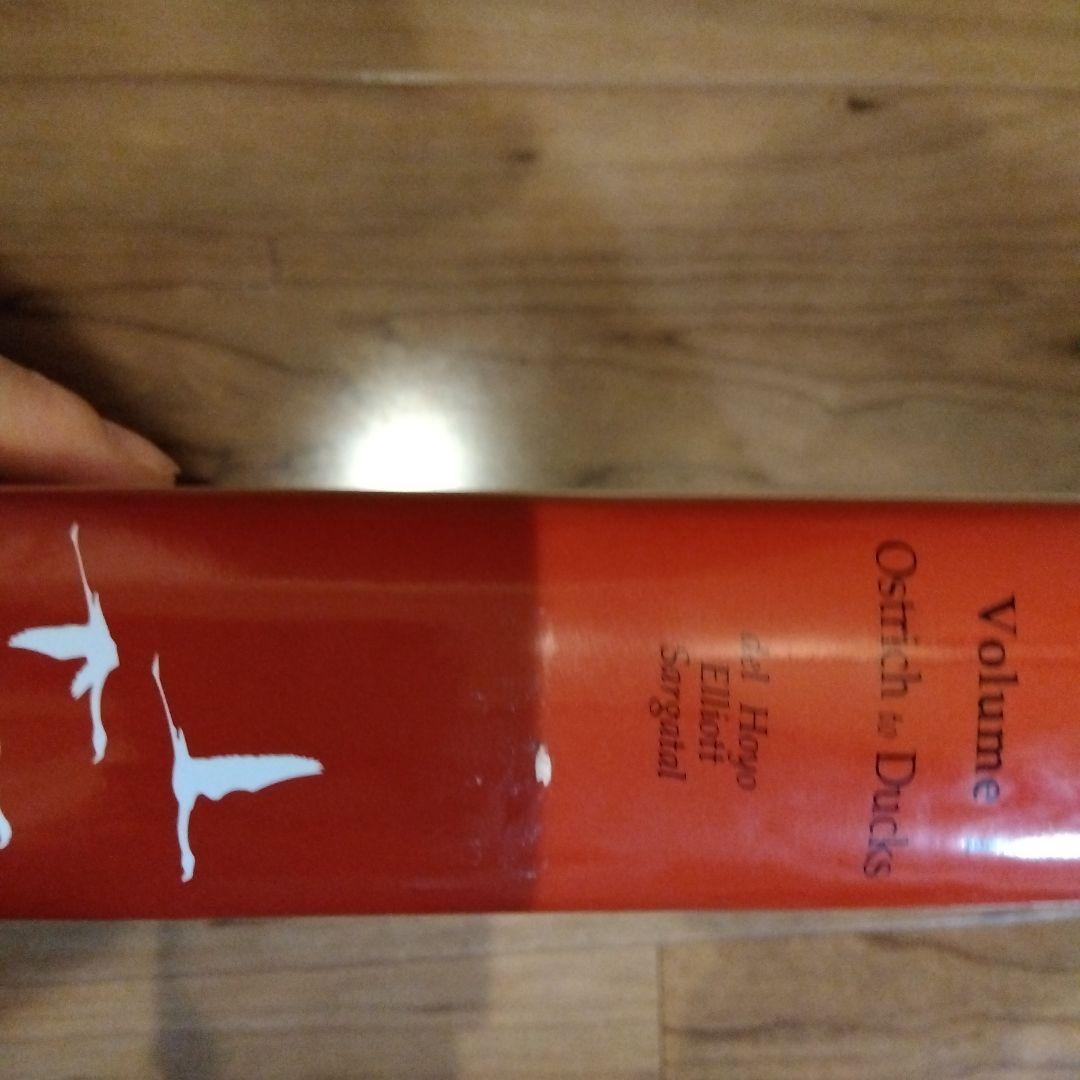 Volume
Ostrich to Ducks
del Hoyo
Elliott
Sargatal